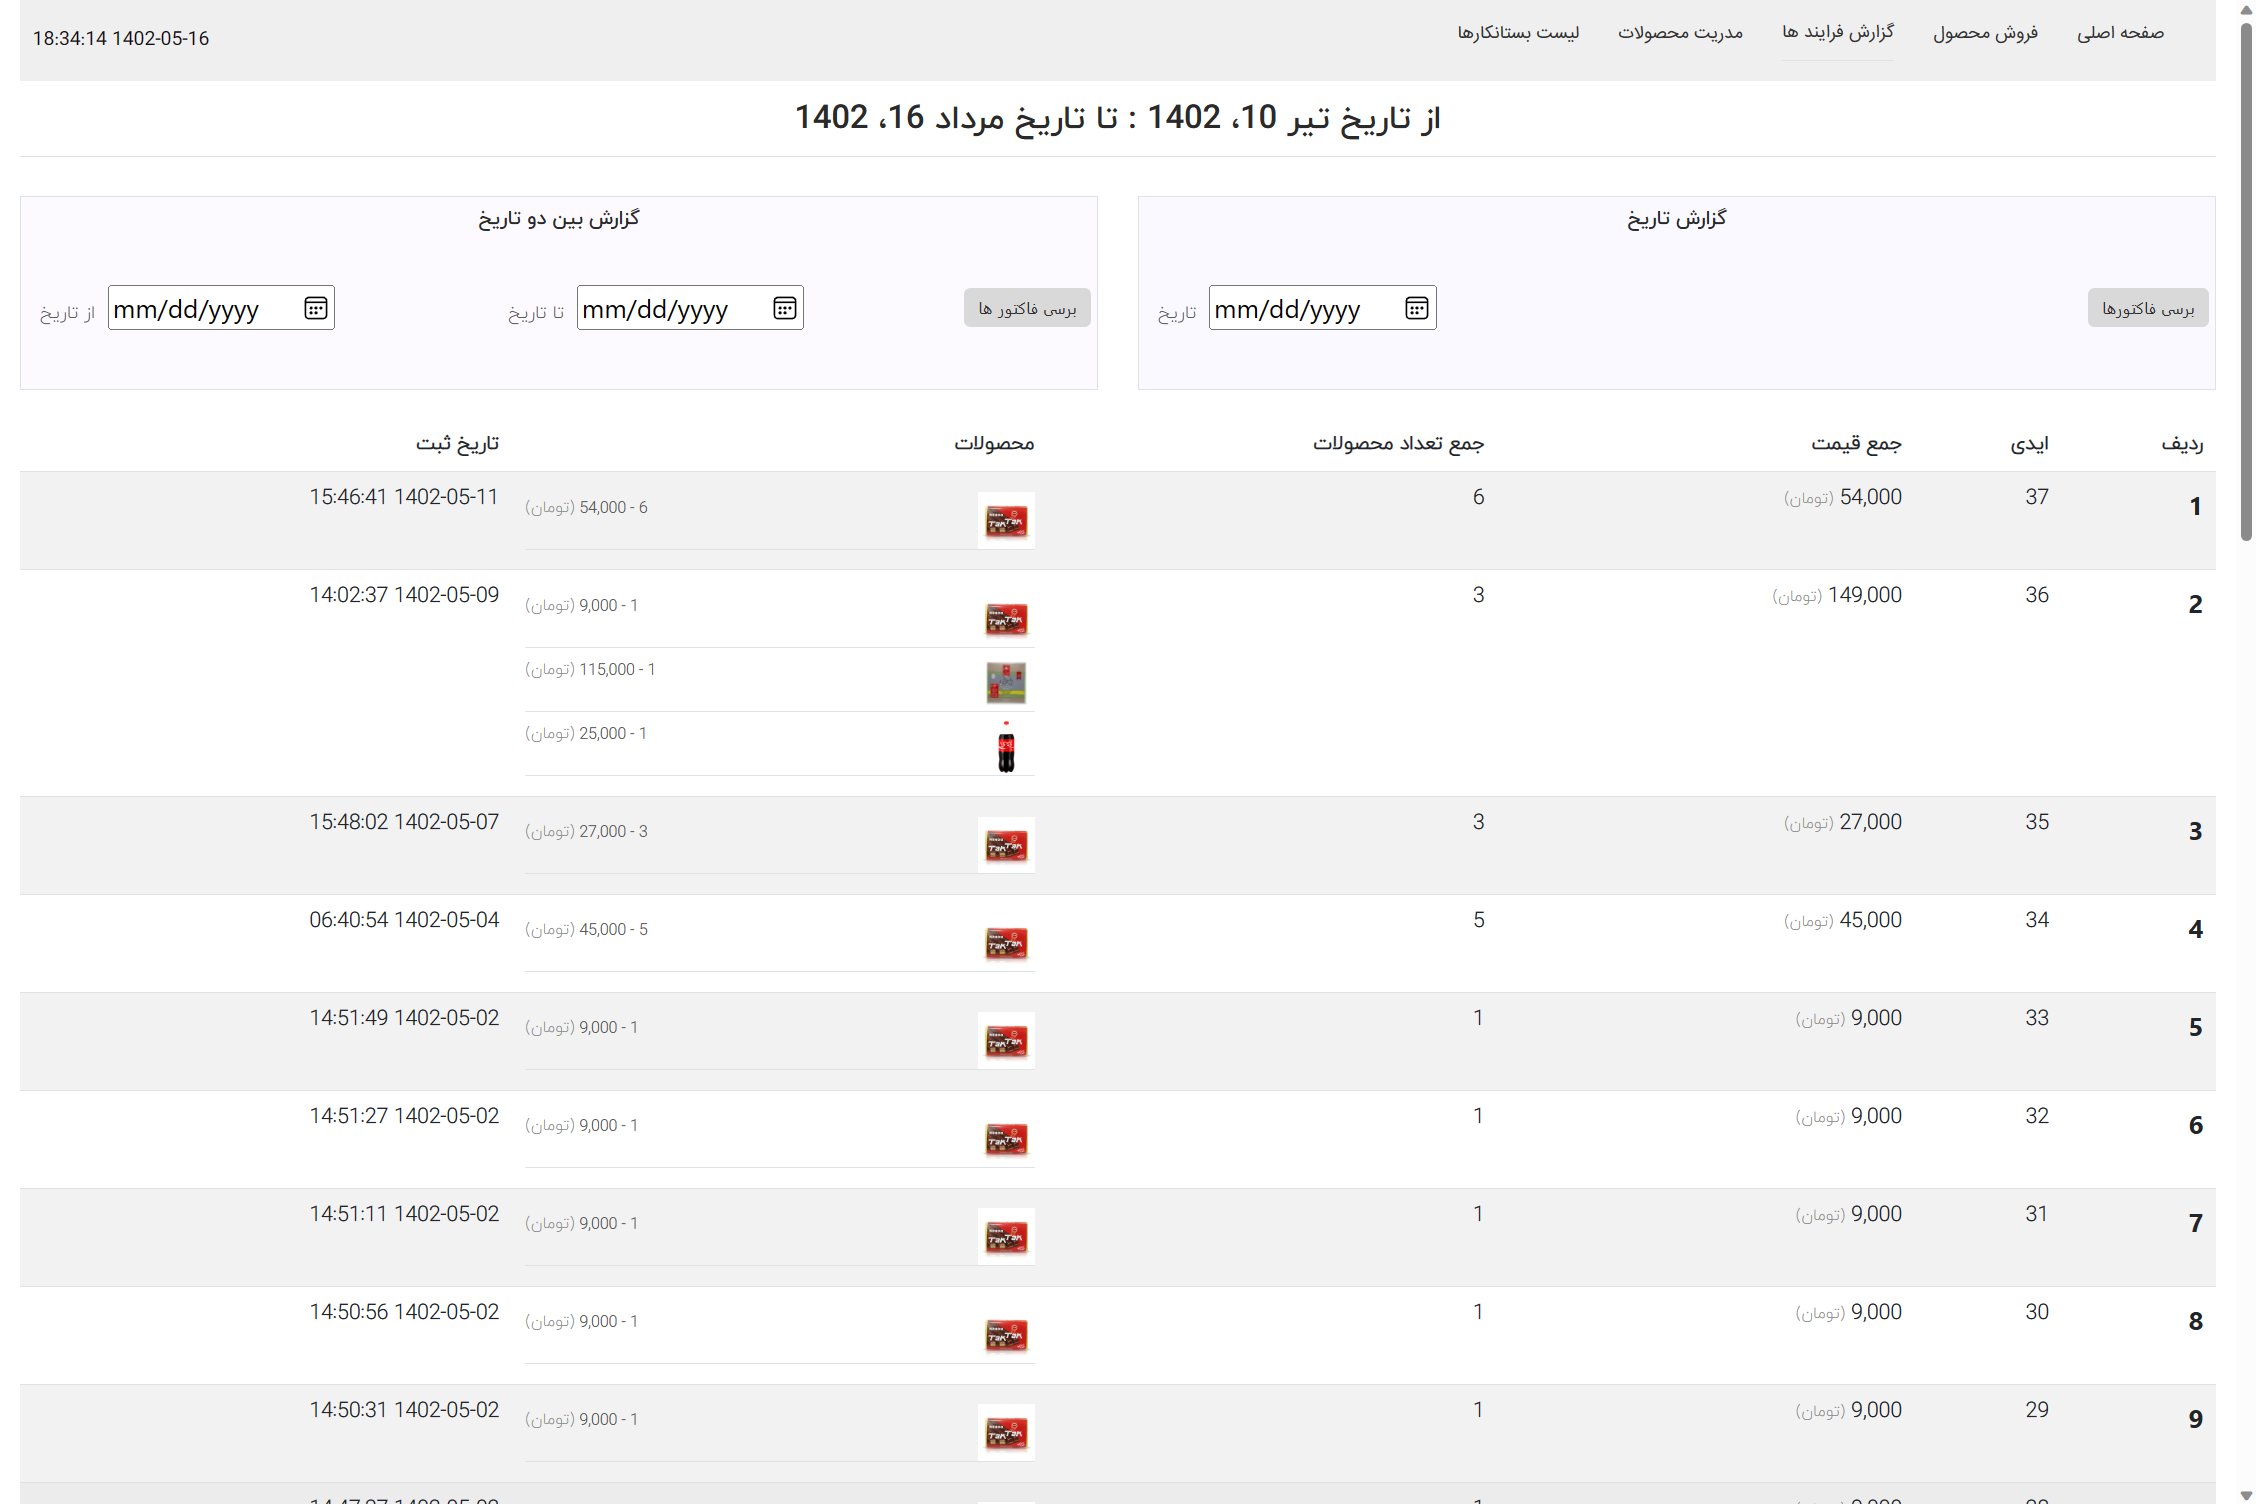 صفحه اصلی فروش محصول گزارش فرایند ها مدریت محصولات لیست بستانکارها 18:34:14 1402-05-16
از تاریخ تیر 10، 1402 : تا تاریخ مرداد 16، 1402
گزارش تاریخ
برسی فاکتورها mm/dd/yyyy تاریخ
گزارش بین دو تاریخ
برسی فاکتور ها mm/dd/yyyy تا تاریخ mm/dd/yyyy از تاریخ
ردیف ایدی جمع قیمت جمع تعداد محصولات محصولات تاریخ ثبت
1 37 54,000 (تومان) 6 6 - 54,000 (تومان) 15:46:41 1402-05-11
2 36 149,000 (تومان) 3 1 - 9,000 (تومان) 14:02:37 1402-05-09
1 - 115,000 (تومان)
1 - 25,000 (تومان)
3 35 27,000 (تومان) 3 3 - 27,000 (تومان) 15:48:02 1402-05-07
4 34 45,000 (تومان) 5 5 - 45,000 (تومان) 06:40:54 1402-05-04
5 33 9,000 (تومان) 1 1 - 9,000 (تومان) 14:51:49 1402-05-02
6 32 9,000 (تومان) 1 1 - 9,000 (تومان) 14:51:27 1402-05-02
7 31 9,000 (تومان) 1 1 - 9,000 (تومان) 14:51:11 1402-05-02
8 30 9,000 (تومان) 1 1 - 9,000 (تومان) 14:50:56 1402-05-02
9 29 9,000 (تومان) 1 1 - 9,000 (تومان) 14:50:31 1402-05-02